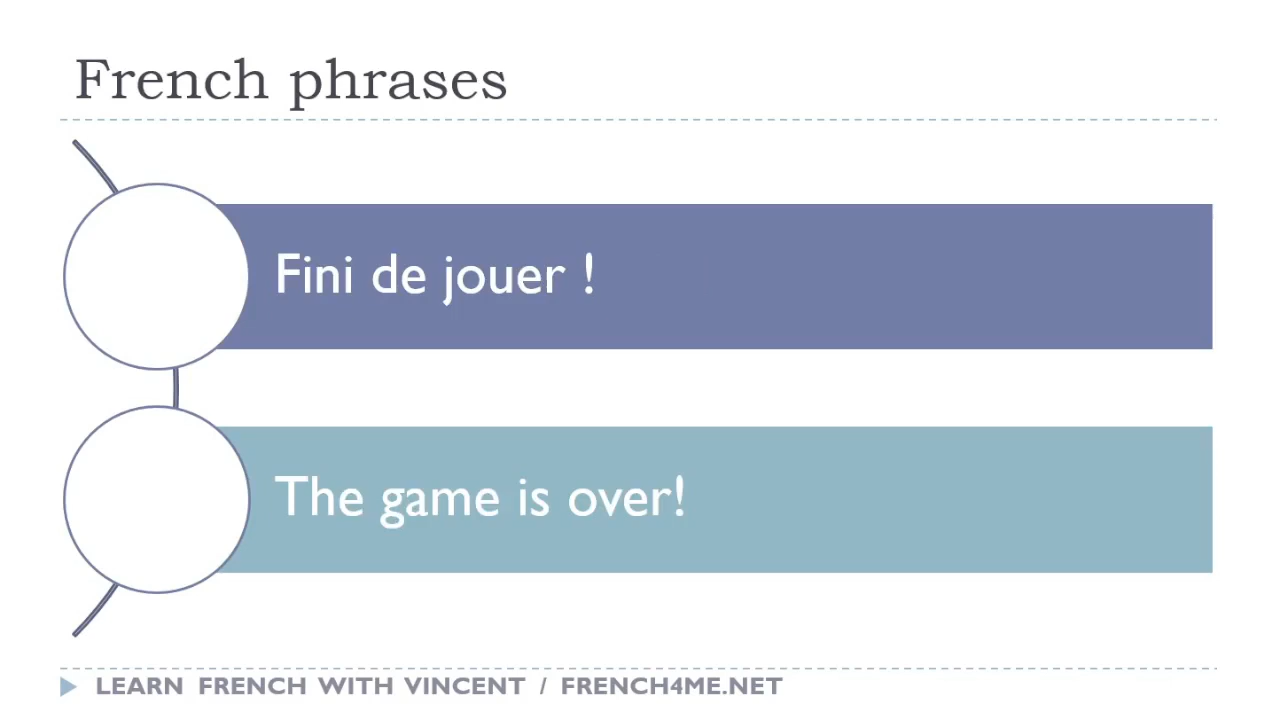 French phrases
Fini de jouer !
The game is over!
LEARN FRENCH WITH VINCENT / FRENCH4ME.NET